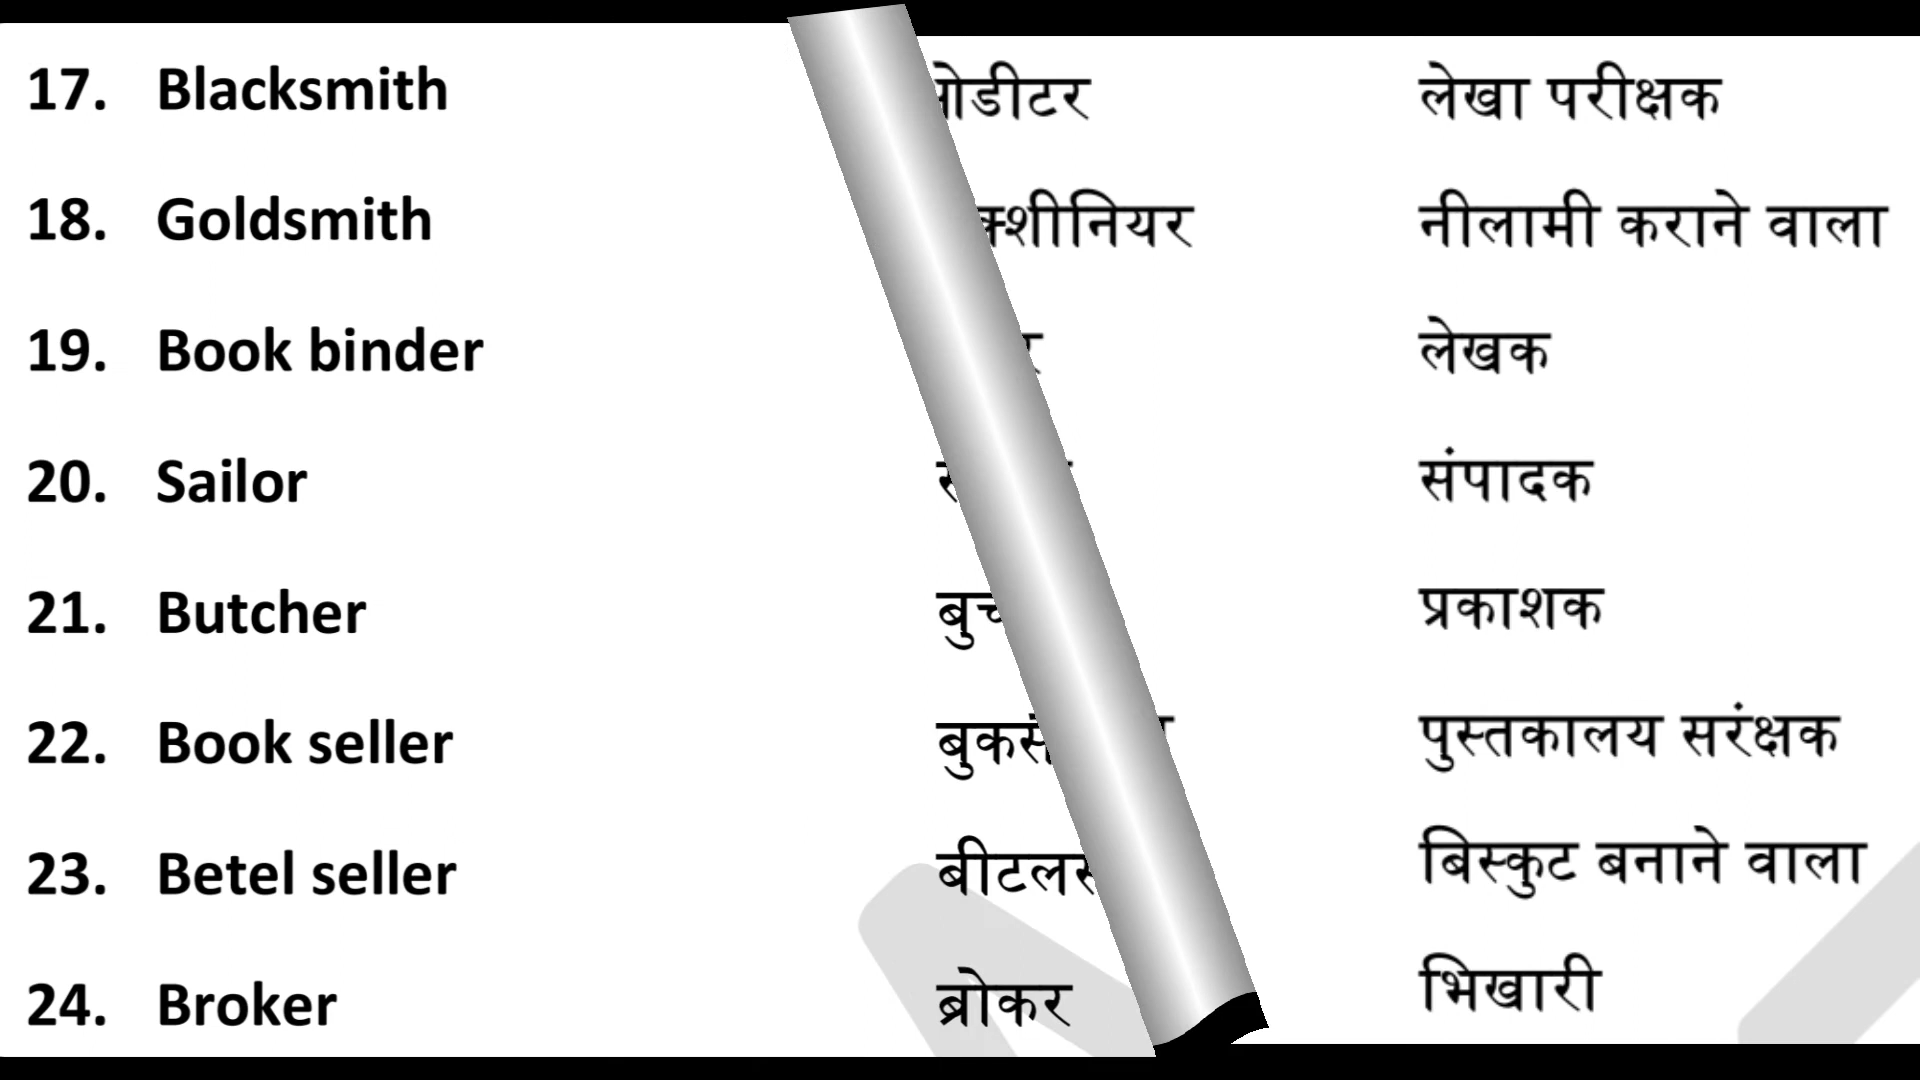 17. Blacksmith लेखा परीक्षक
18. Goldsmith नीलामी कराने वाला
19. Book binder लेखक
20. Sailor संपादक
21. Butcher प्रकाशक
22. Book seller पुस्तकालय सरंक्षक
23. Betel seller बिस्कुट बनाने वाला
24. Broker ब्रोकर भिखारी